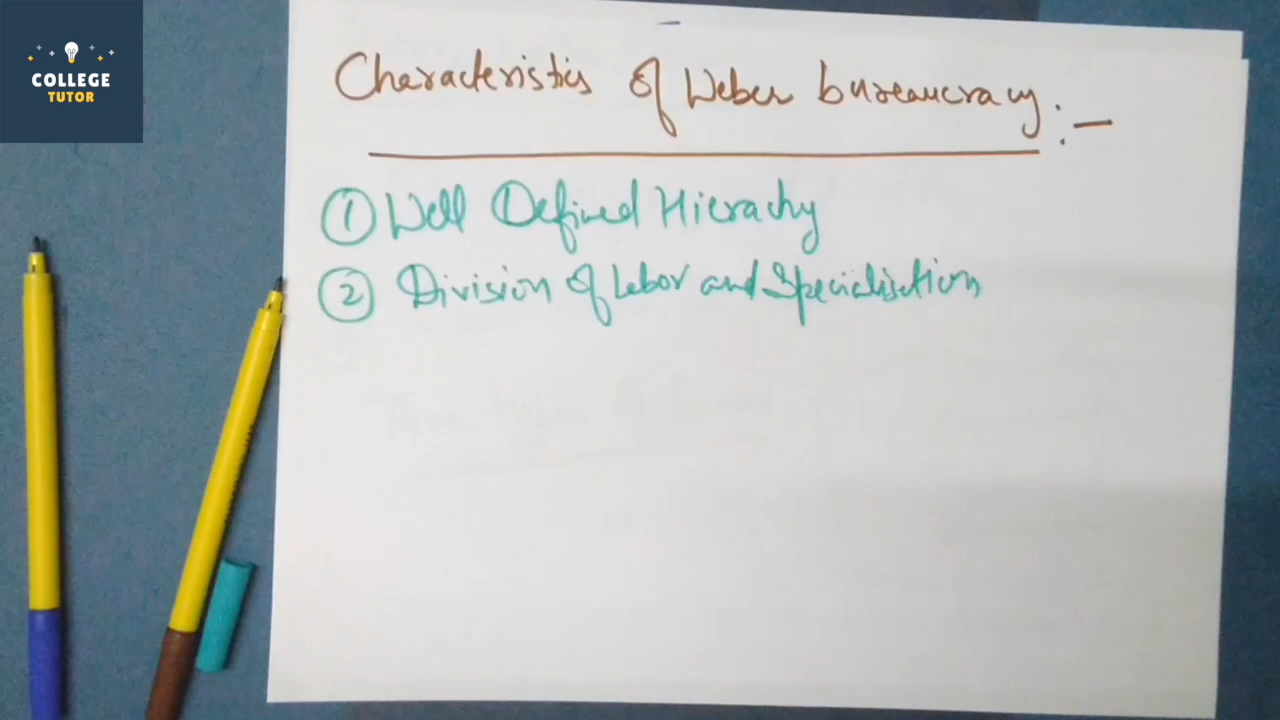 COLLEGE
TUTOR
Characteristics of Weber bureaucracy :-
① Well Defined Hierachy
② Division of Labor and Specialisation